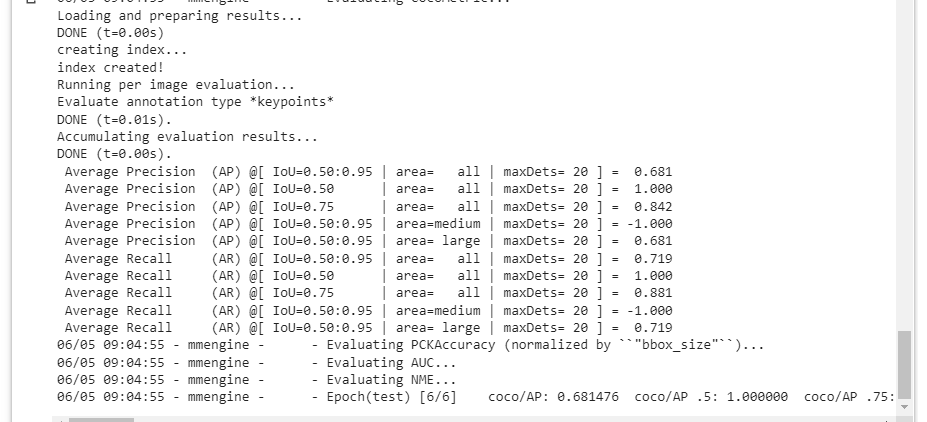 06/05 09:04:55 - mmengine -      - Evaluating CocoMetric...
Loading and preparing results...
DONE (t=0.00s)
creating index...
index created!
Running per image evaluation...
Evaluate annotation type *keypoints*
DONE (t=0.01s).
Accumulating evaluation results...
DONE (t=0.00s).
 Average Precision  (AP) @[ IoU=0.50:0.95 | area=   all | maxDets= 20 ] =  0.681
 Average Precision  (AP) @[ IoU=0.50      | area=   all | maxDets= 20 ] =  1.000
 Average Precision  (AP) @[ IoU=0.75      | area=   all | maxDets= 20 ] =  0.842
 Average Precision  (AP) @[ IoU=0.50:0.95 | area=medium | maxDets= 20 ] = -1.000
 Average Precision  (AP) @[ IoU=0.50:0.95 | area= large | maxDets= 20 ] =  0.681
 Average Recall     (AR) @[ IoU=0.50:0.95 | area=   all | maxDets= 20 ] =  0.719
 Average Recall     (AR) @[ IoU=0.50      | area=   all | maxDets= 20 ] =  1.000
 Average Recall     (AR) @[ IoU=0.75      | area=   all | maxDets= 20 ] =  0.881
 Average Recall     (AR) @[ IoU=0.50:0.95 | area=medium | maxDets= 20 ] = -1.000
 Average Recall     (AR) @[ IoU=0.50:0.95 | area= large | maxDets= 20 ] =  0.719
06/05 09:04:55 - mmengine -      - Evaluating PCKAccuracy (normalized by ``"bbox_size"``)...
06/05 09:04:55 - mmengine -      - Evaluating AUC...
06/05 09:04:55 - mmengine -      - Evaluating NME...
06/05 09:04:55 - mmengine -      - Epoch(test) [6/6]    coco/AP: 0.681476  coco/AP .5: 1.000000  coco/AP .75: